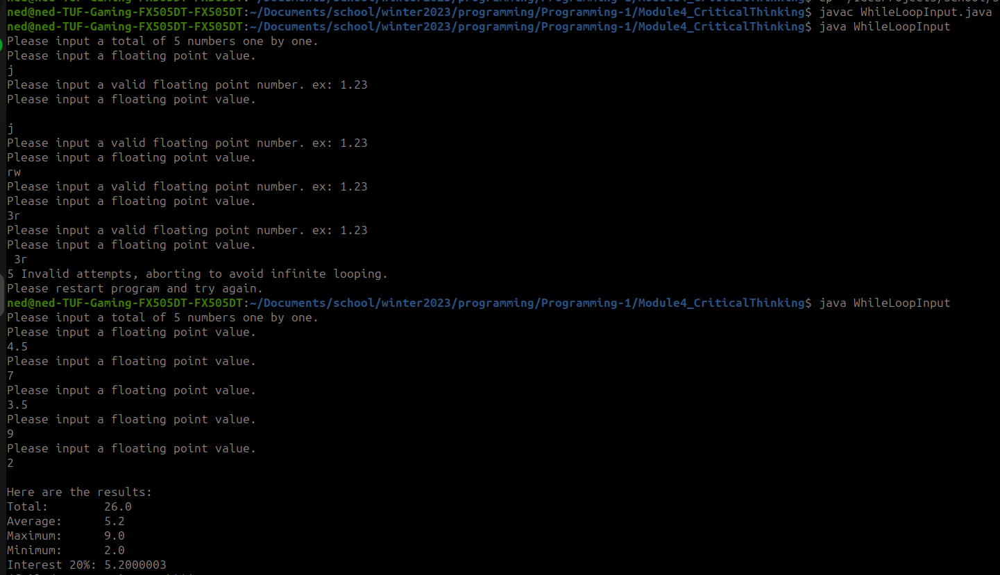 ned@ned-TUF-Gaming-FX505DT-FX505DT:~/Documents/school/winter2023/programming/Programming-1/Module4_CriticalThinking$ javac WhileLoopInput.java
ned@ned-TUF-Gaming-FX505DT-FX505DT:~/Documents/school/winter2023/programming/Programming-1/Module4_CriticalThinking$ java WhileLoopInput
Please input a total of 5 numbers one by one.
Please input a floating point value.
j
Please input a valid floating point number. ex: 1.23
Please input a floating point value.
j
Please input a valid floating point number. ex: 1.23
Please input a floating point value.
rw
Please input a valid floating point number. ex: 1.23
Please input a floating point value.
3r
Please input a valid floating point number. ex: 1.23
Please input a floating point value.
 3r
5 Invalid attempts, aborting to avoid infinite looping.
Please restart program and try again.
ned@ned-TUF-Gaming-FX505DT-FX505DT:~/Documents/school/winter2023/programming/Programming-1/Module4_CriticalThinking$ java WhileLoopInput
Please input a total of 5 numbers one by one.
Please input a floating point value.
4.5
Please input a floating point value.
7
Please input a floating point value.
3.5
Please input a floating point value.
9
Please input a floating point value.
2
Here are the results:
Total:        26.0
Average:      5.2
Maximum:      9.0
Minimum:      2.0
Interest 20%: 5.2000003